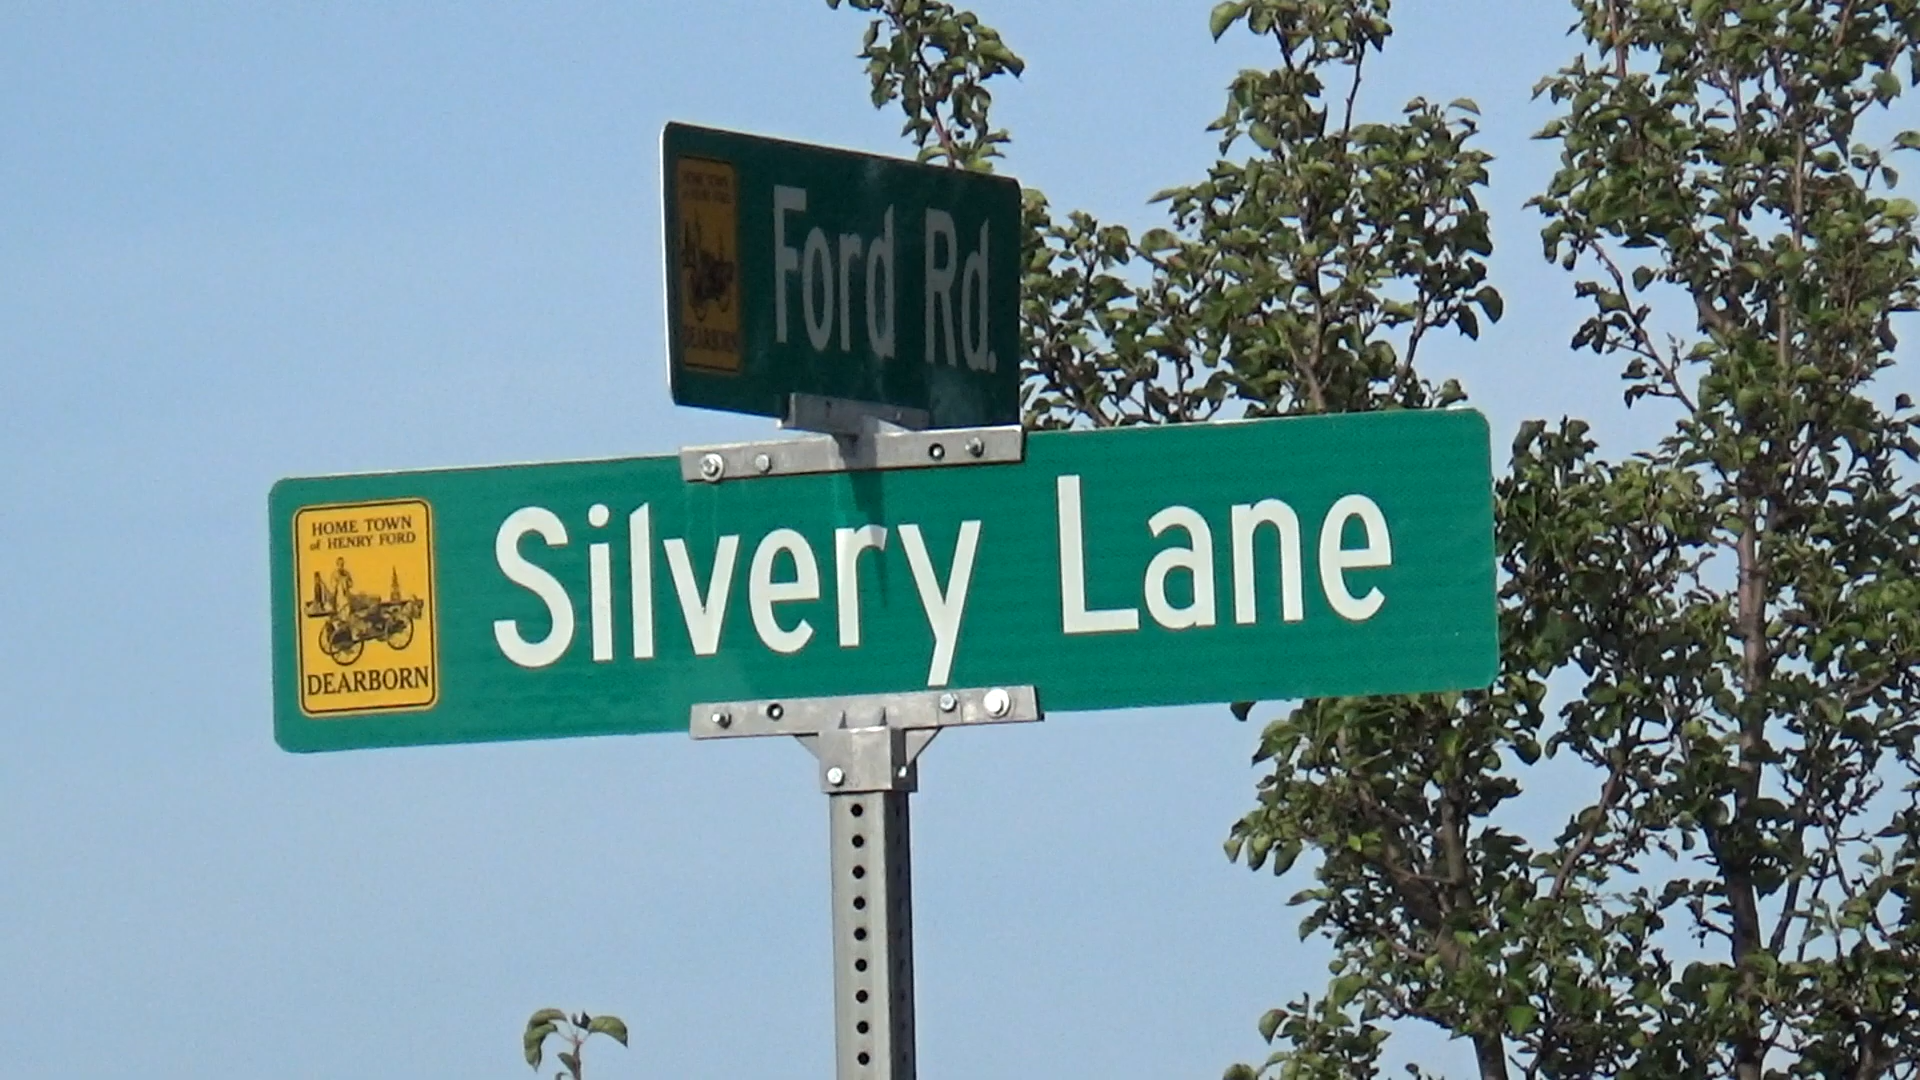 Ford Rd.
HOME TOWN
of HENRY FORD
DEARBORN
Silvery Lane